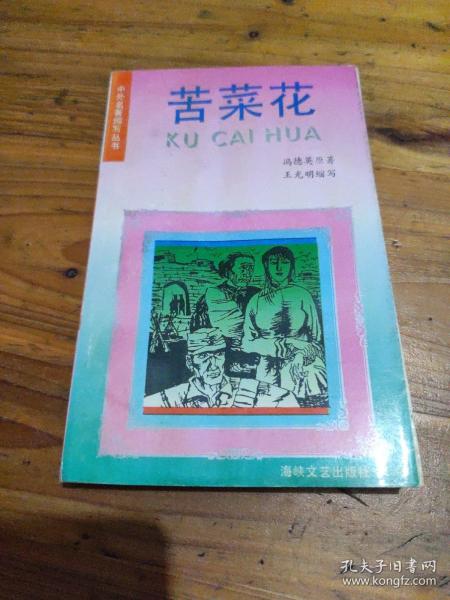 中外名著缩写丛书
苦菜花
KU CAI HUA
冯德英原著
王光明缩写
海峡文艺出版社
孔夫子旧书网
www.kongfz.com